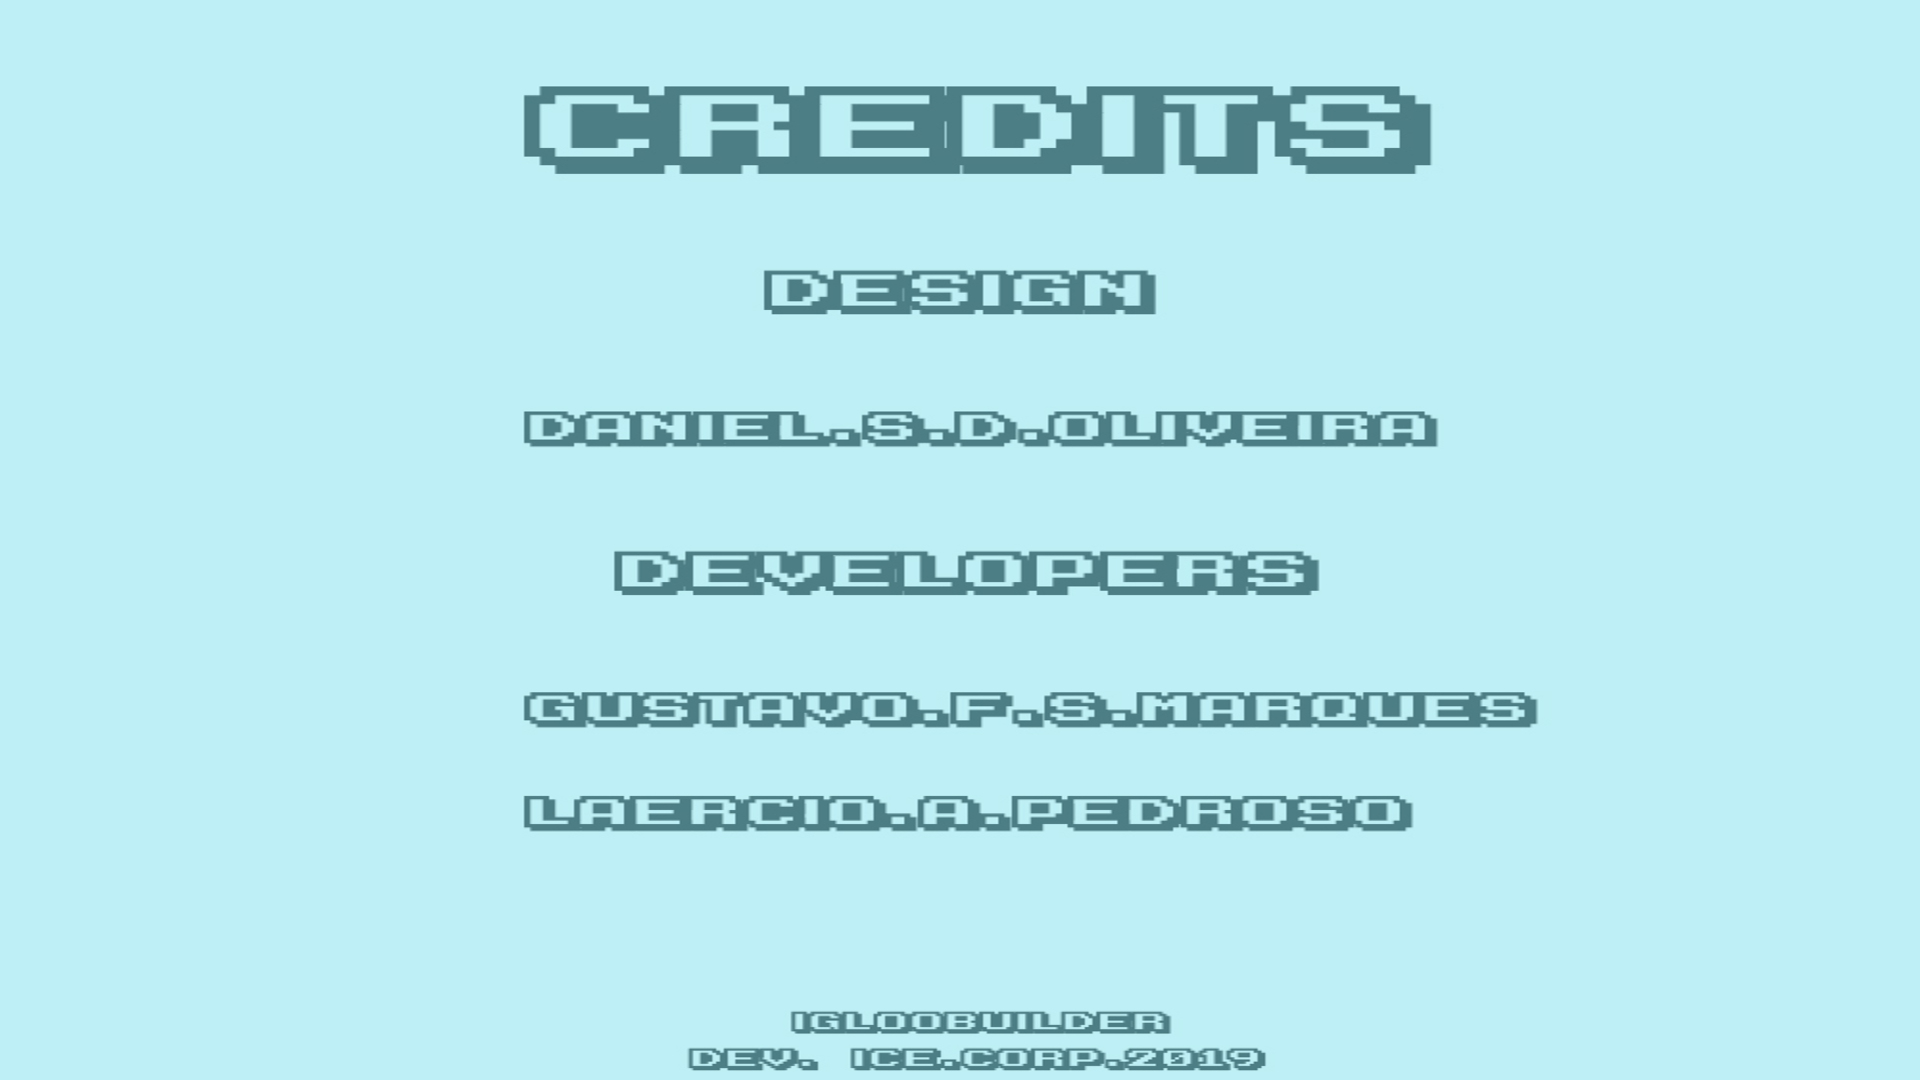 CREDITS
DESIGN
DANIEL.S.D.OLIVEIRA
DEVELOPERS
GUSTAVO.F.S.MARQUES
LAERCIO.A.PEDROSO
IGLOOBUILDER
DEV. ICE.CORP.2019